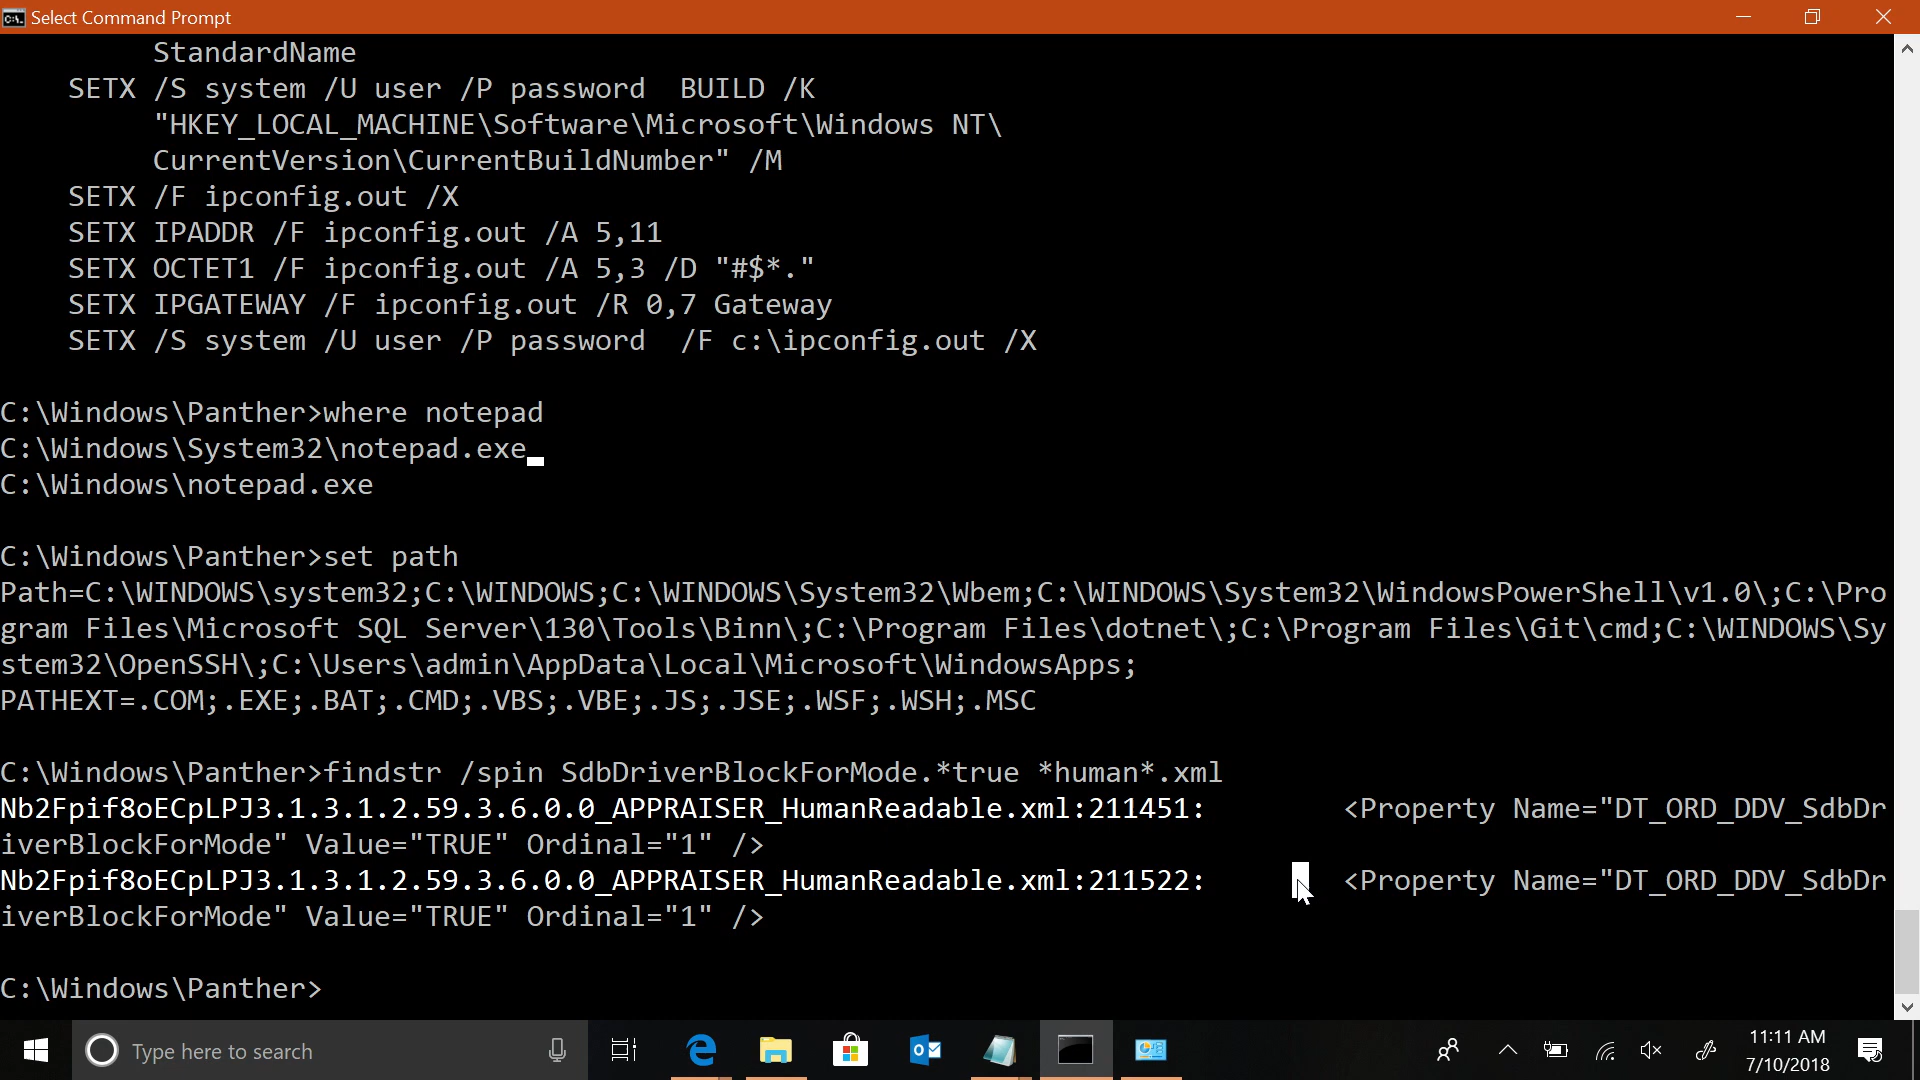 Select Command Prompt
StandardName
SETX /S system /U user /P password  BUILD /K
"HKEY_LOCAL_MACHINE\Software\Microsoft\Windows NT\
CurrentVersion\CurrentBuildNumber" /M
SETX /F ipconfig.out /X
SETX IPADDR /F ipconfig.out /A 5,11
SETX OCTET1 /F ipconfig.out /A 5,3 /D "#$*."
SETX IPGATEWAY /F ipconfig.out /R 0,7 Gateway
SETX /S system /U user /P password  /F c:\ipconfig.out /X
C:\Windows\Panther>where notepad
C:\Windows\System32\notepad.exe
C:\Windows\notepad.exe
C:\Windows\Panther>set path
Path=C:\WINDOWS\system32;C:\WINDOWS;C:\WINDOWS\System32\Wbem;C:\WINDOWS\System32\WindowsPowerShell\v1.0\;C:\Pro
gram Files\Microsoft SQL Server\130\Tools\Binn\;C:\Program Files\dotnet\;C:\Program Files\Git\cmd;C:\WINDOWS\Sy
stem32\OpenSSH\;C:\Users\admin\AppData\Local\Microsoft\WindowsApps;
PATHEXT=.COM;.EXE;.BAT;.CMD;.VBS;.VBE;.JS;.JSE;.WSF;.WSH;.MSC
C:\Windows\Panther>findstr /spin SdbDriverBlockForMode.*true *human*.xml
Nb2Fpif8oECpLPJ3.1.3.1.2.59.3.6.0.0_APPRAISER_HumanReadable.xml:211451:        <Property Name="DT_ORD_DDV_SdbDr
iverBlockForMode" Value="TRUE" Ordinal="1" />
Nb2Fpif8oECpLPJ3.1.3.1.2.59.3.6.0.0_APPRAISER_HumanReadable.xml:211522:        <Property Name="DT_ORD_DDV_SdbDr
iverBlockForMode" Value="TRUE" Ordinal="1" />
C:\Windows\Panther>
Type here to search
11:11 AM
7/10/2018